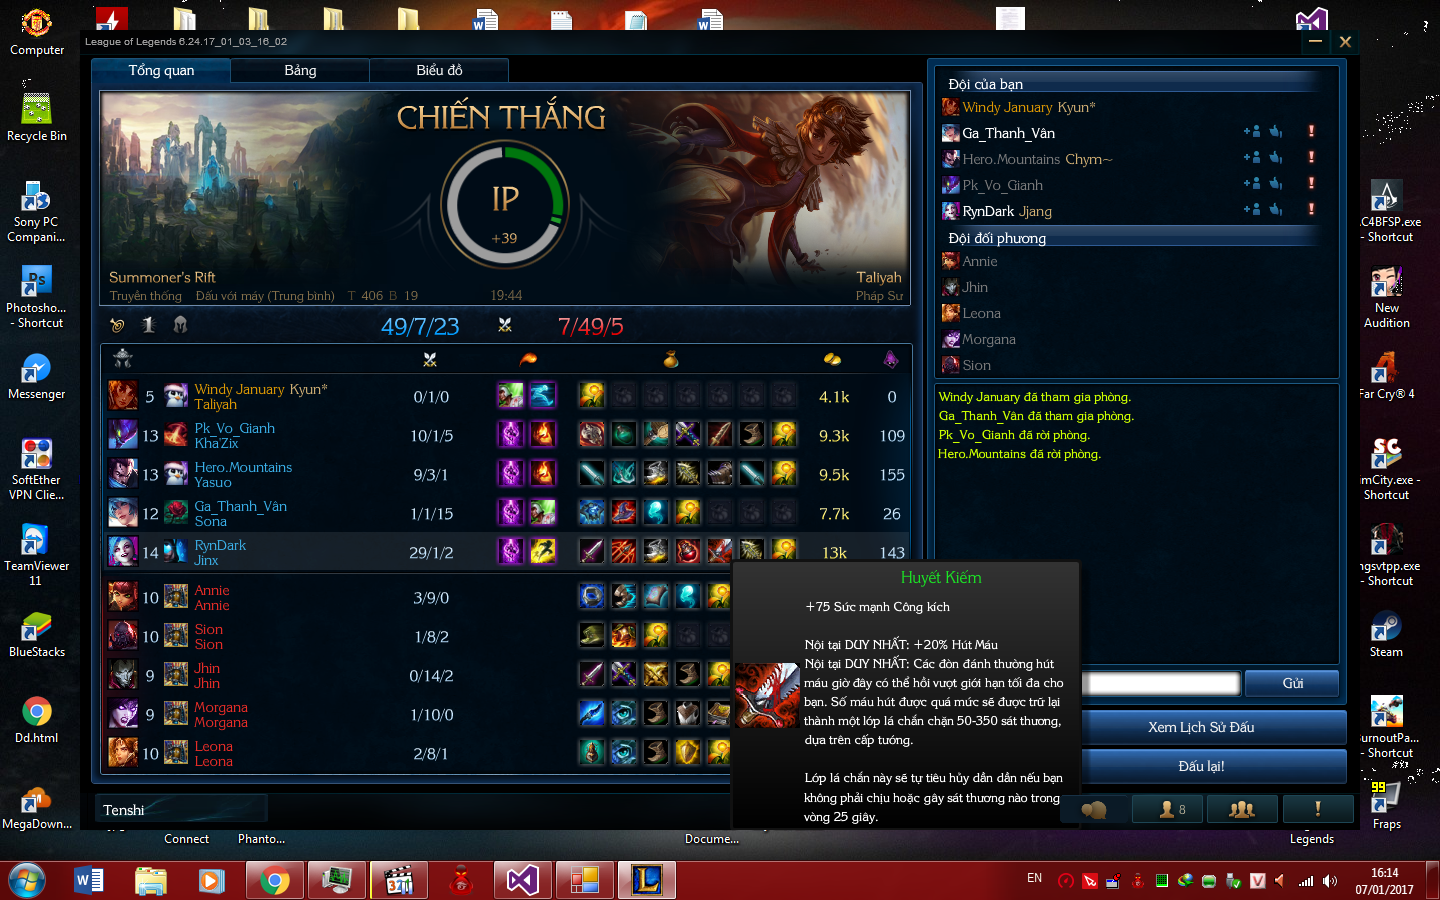 Computer
Recycle Bin
Sony PC
Compani...
Photosho...
- Shortcut
Messenger
SoftEther
VPN Clie...
TeamViewer
11
BlueStacks
Dd.html
MegaDown...
League of Legends 6.24.17_01_03_16_02
Tổng quan
Bảng
Biểu đồ
CHIẾN THẮNG
IP
+39
Summoner's Rift
Taliyah
Truyền thống Đấu với máy (Trung bình) T 406 B 19 19:44 Pháp Sư
1
49/7/23 7/49/5
5 Windy January Kyun* 0/1/0 4.1k 0
Taliyah
13 Pk_Vo_Gianh 10/1/5 9.3k 109
Kha'Zix
13 Hero.Mountains 9/3/1 9.5k 155
Yasuo
12 Ga_Thanh_Vân 1/1/15 7.7k 26
Sona
14 RynDark 29/1/2 13k 143
Jinx
10 Annie 3/9/0
Annie
10 Sion 1/8/2
Sion
9 Jhin 0/14/2
Jhin
9 Morgana 1/10/0
Morgana
10 Leona 2/8/1
Leona
Huyết Kiếm
+75 Sức mạnh Công kích
Nội tại DUY NHẤT: +20% Hút Máu
Nội tại DUY NHẤT: Các đòn đánh thường hút
máu giờ đây có thể hồi vượt giới hạn tối đa cho
bạn. Số máu hút được quá mức sẽ được trữ lại
thành một lớp lá chắn chặn 50-350 sát thương,
dựa trên cấp tướng.
Lớp lá chắn này sẽ tự tiêu hủy dần dần nếu bạn
không phải chịu hoặc gây sát thương nào trong
vòng 25 giây.
Đội của bạn
Windy January Kyun*
Ga_Thanh_Vân
Hero.Mountains Chym~
Pk_Vo_Gianh
RynDark Jjang
Đội đối phương
Annie
Jhin
Leona
Morgana
Sion
Windy January đã tham gia phòng.
Ga_Thanh_Vân đã tham gia phòng.
Pk_Vo_Gianh đã rời phòng.
Hero.Mountains đã rời phòng.
Gửi
Xem Lịch Sử Đấu
Đấu lại!
8
Tenshi
Connect
Phanto...
Docume...
Legends
.C4BFSP.exe
- Shortcut
New
Audition
Far Cry® 4
imCity.exe -
Shortcut
ngsvtpp.exe
- Shortcut
Steam
urnoutPa...
- Shortcut
99
Fraps
EN
16:14
07/01/2017